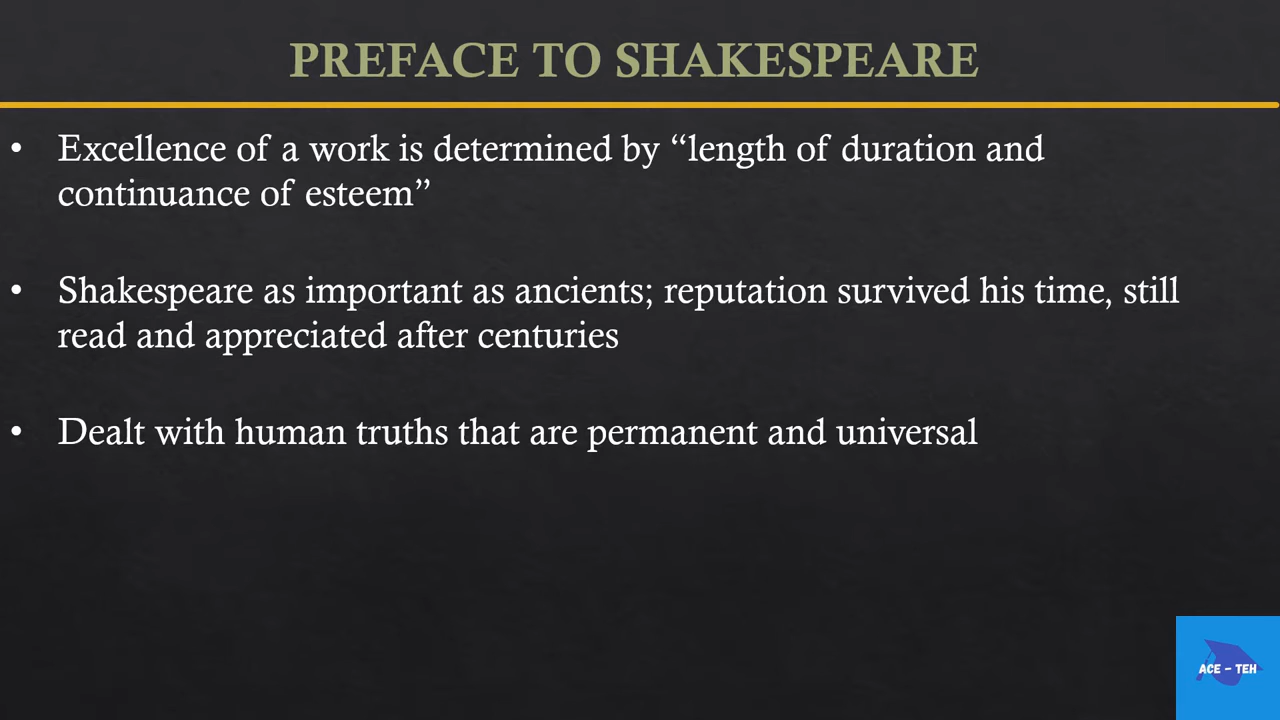 PREFACE TO SHAKESPEARE
• Excellence of a work is determined by “length of duration and
continuance of esteem”
• Shakespeare as important as ancients; reputation survived his time, still
read and appreciated after centuries
• Dealt with human truths that are permanent and universal
ACE – TEH